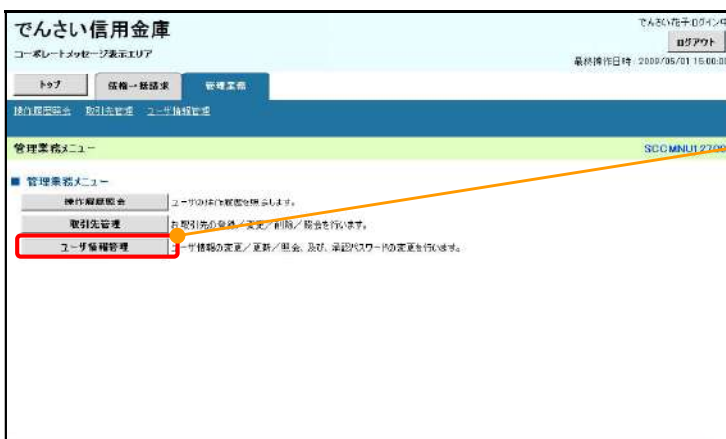 でんさい信用金庫
でんさい花子ログイン中
コーポレートメッセージ表示エリア
ログアウト
最終操作日時：2009/05/01 15:00:00
トップ
債権一括請求
管理業務
操作履歴照会 取引先管理 ユーザ情報管理
管理業務メニュー
SCCMNU12700
■ 管理業務メニュー
操作履歴照会
ユーザの操作履歴を照会します。
取引先管理
お取引先の登録／変更／削除／照会を行います。
ユーザ情報管理
ユーザ情報の変更／更新／照会、及び、承認パスワードの変更を行います。